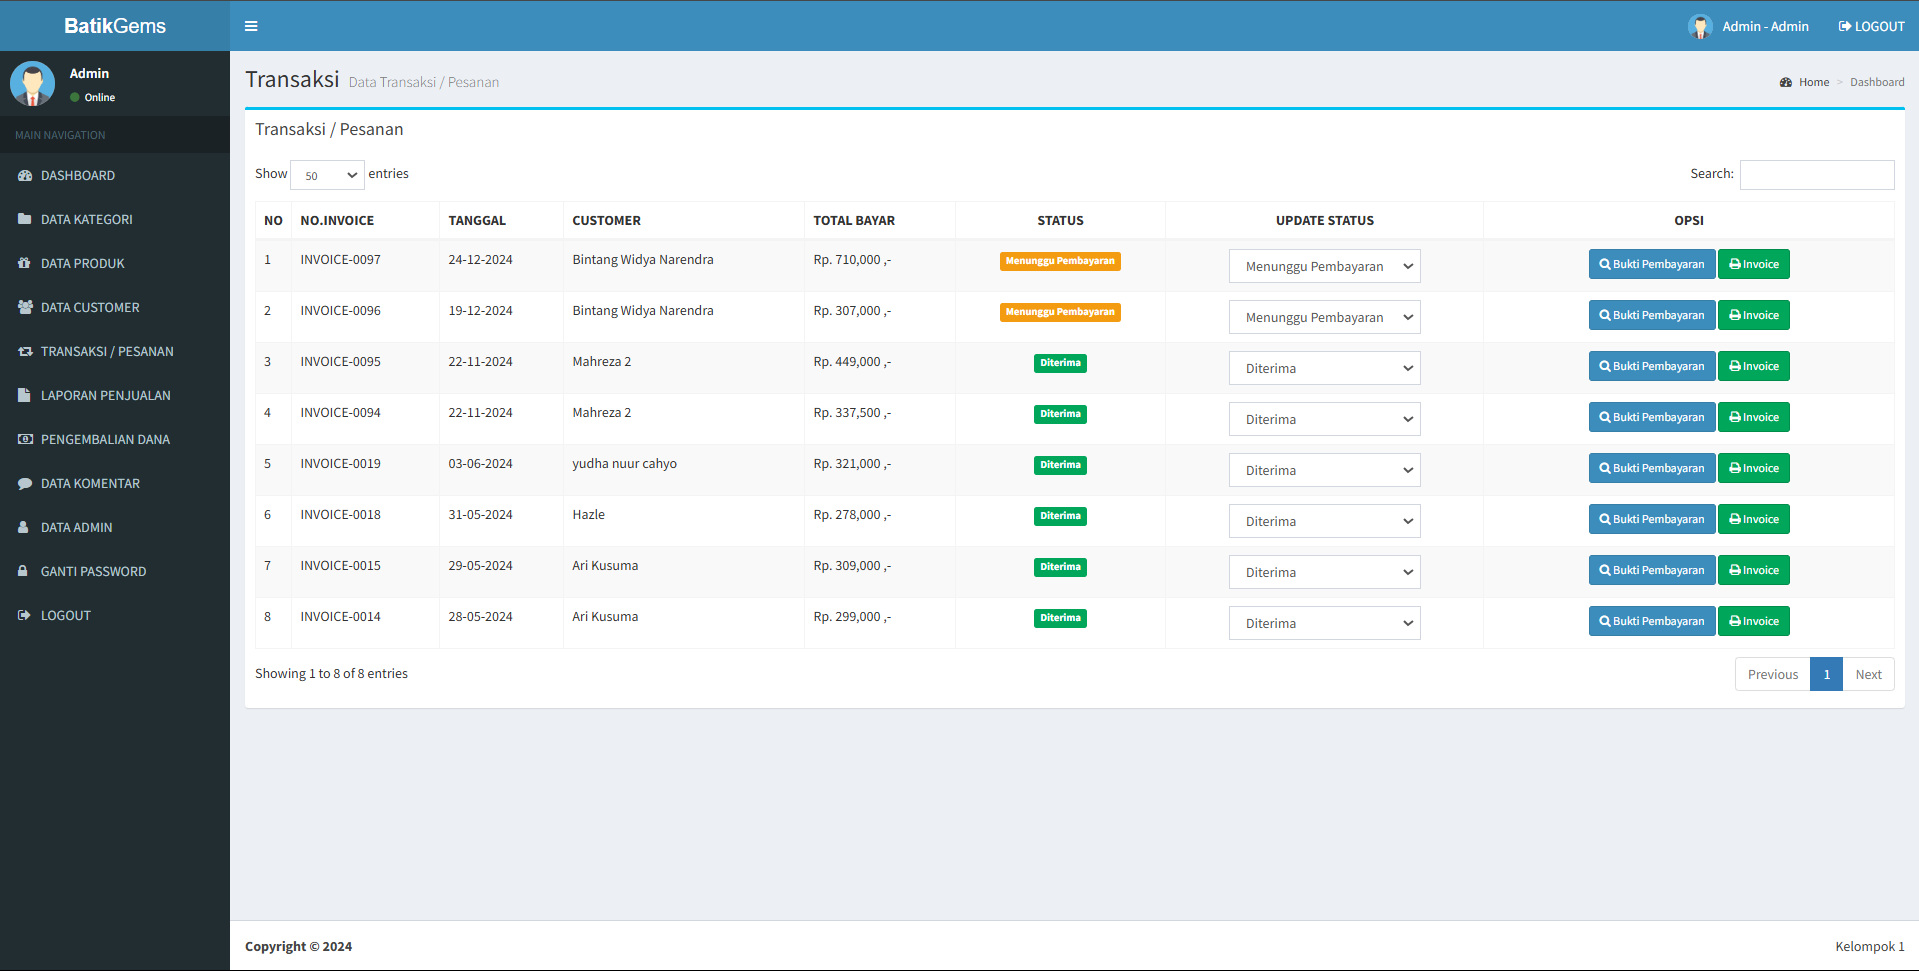 BatikGems
Admin - Admin
LOGOUT
Admin
Online
MAIN NAVIGATION
DASHBOARD
DATA KATEGORI
DATA PRODUK
DATA CUSTOMER
TRANSAKSI / PESANAN
LAPORAN PENJUALAN
PENGEMBALIAN DANA
DATA KOMENTAR
DATA ADMIN
GANTI PASSWORD
LOGOUT
Transaksi Data Transaksi / Pesanan
Home > Dashboard
Transaksi / Pesanan
Show 50 entries
Search:
NO NO.INVOICE TANGGAL CUSTOMER TOTAL BAYAR STATUS UPDATE STATUS OPSI
1 INVOICE-0097 24-12-2024 Bintang Widya Narendra Rp. 710,000 ,- Menunggu Pembayaran Menunggu Pembayaran Bukti Pembayaran Invoice
2 INVOICE-0096 19-12-2024 Bintang Widya Narendra Rp. 307,000 ,- Menunggu Pembayaran Menunggu Pembayaran Bukti Pembayaran Invoice
3 INVOICE-0095 22-11-2024 Mahreza 2 Rp. 449,000 ,- Diterima Diterima Bukti Pembayaran Invoice
4 INVOICE-0094 22-11-2024 Mahreza 2 Rp. 337,500 ,- Diterima Diterima Bukti Pembayaran Invoice
5 INVOICE-0019 03-06-2024 yudha nuur cahyo Rp. 321,000 ,- Diterima Diterima Bukti Pembayaran Invoice
6 INVOICE-0018 31-05-2024 Hazle Rp. 278,000 ,- Diterima Diterima Bukti Pembayaran Invoice
7 INVOICE-0015 29-05-2024 Ari Kusuma Rp. 309,000 ,- Diterima Diterima Bukti Pembayaran Invoice
8 INVOICE-0014 28-05-2024 Ari Kusuma Rp. 299,000 ,- Diterima Diterima Bukti Pembayaran Invoice
Showing 1 to 8 of 8 entries
Previous 1 Next
Copyright © 2024
Kelompok 1